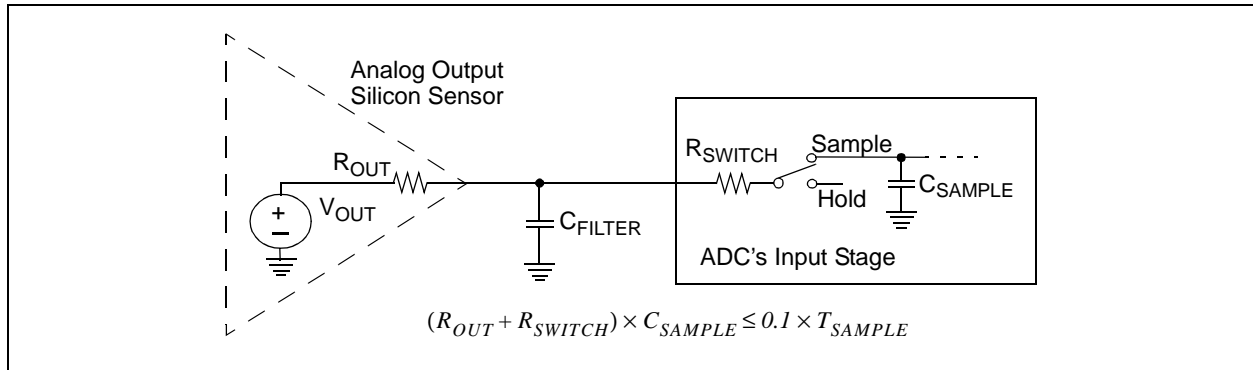 Analog Output
Silicon Sensor
R_OUT
V_OUT
+
–
C_FILTER
R_SWITCH
Sample
Hold
C_SAMPLE
ADC's Input Stage
(R_OUT + R_SWITCH) × C_SAMPLE ≤ 0.1 × T_SAMPLE